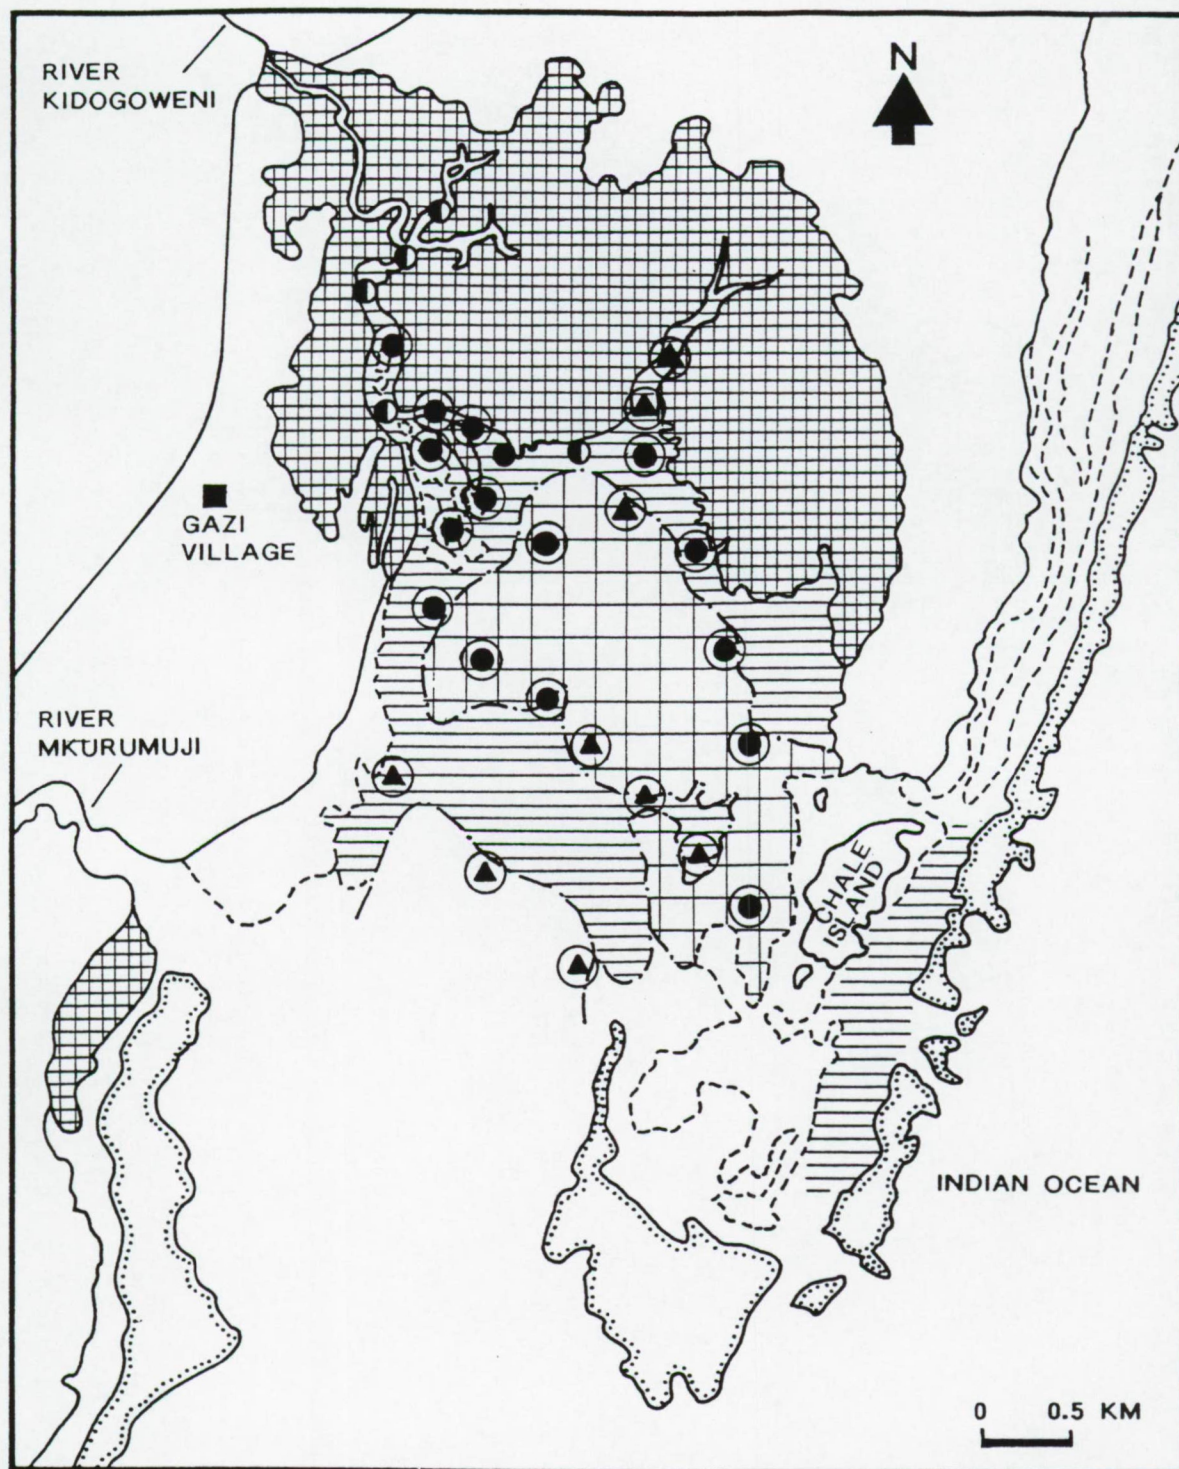 RIVER
KIDOGOWENI
N
GAZI
VILLAGE
RIVER
MKURUMUJI
CHALE
ISLAND
INDIAN OCEAN
0 0.5 KM